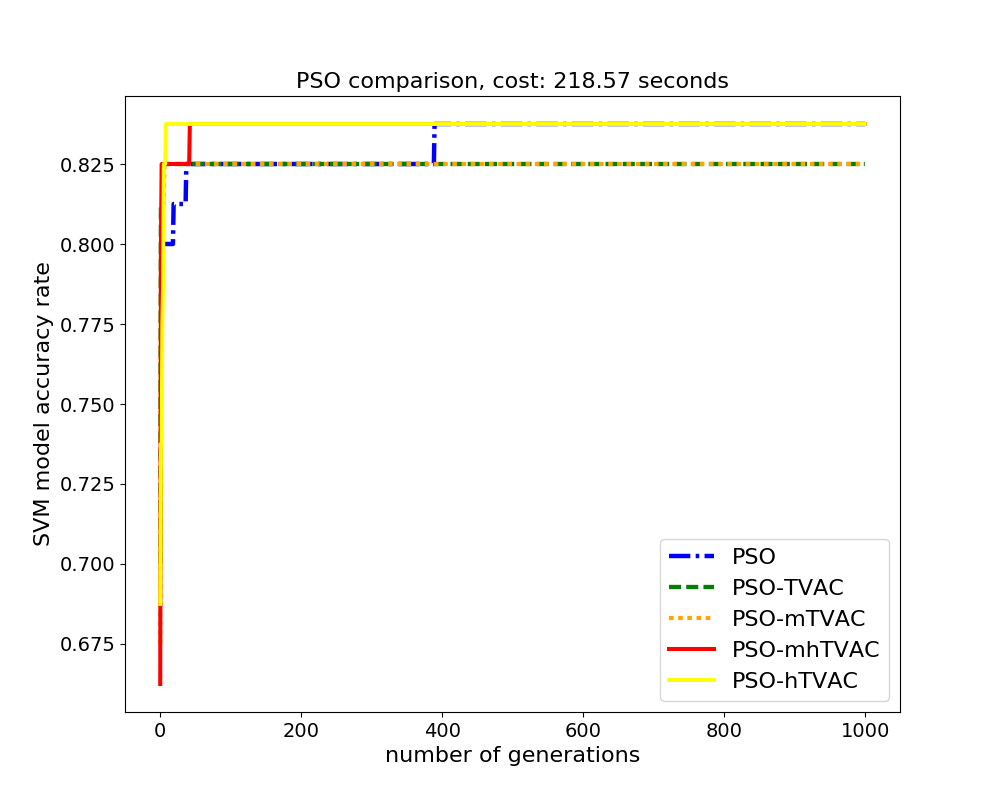 PSO comparison, cost: 218.57 seconds
SVM model accuracy rate
0.825
0.800
0.775
0.750
0.725
0.700
0.675
0
200
400
600
800
1000
number of generations
PSO
PSO-TVAC
PSO-mTVAC
PSO-mhTVAC
PSO-hTVAC